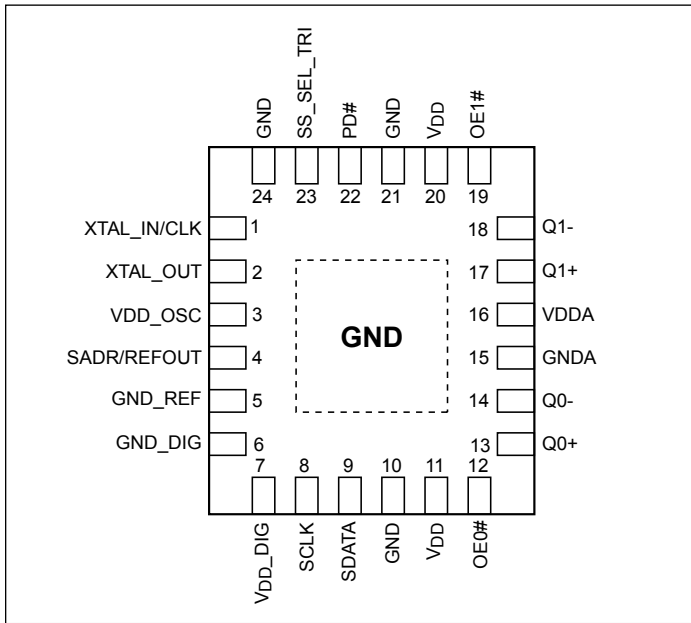 GND
SS_SEL_TRI
PD#
GND
VDD
OE1#
24
23
22
21
20
19
XTAL_IN/CLK
1
18
Q1-
XTAL_OUT
2
17
Q1+
VDD_OSC
3
16
VDDA
SADR/REFOUT
4
GND
15
GNDA
GND_REF
5
14
Q0-
GND_DIG
6
13
Q0+
7
8
9
10
11
12
VDD_DIG
SCLK
SDATA
GND
VDD
OE0#